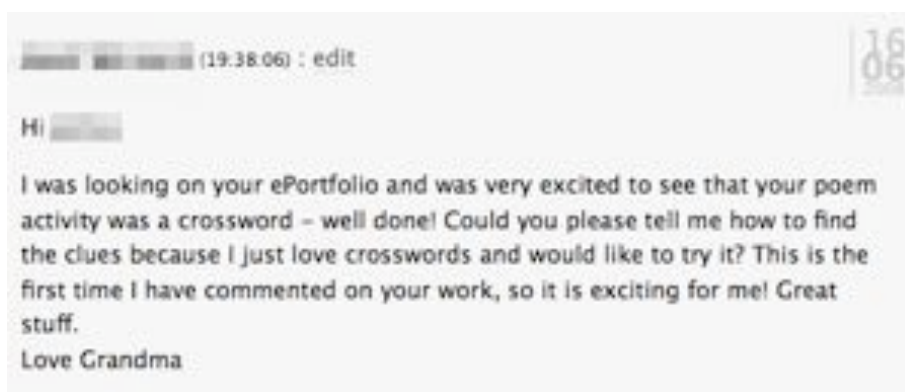 (19:38:06) : edit
16
06
2008
Hi
I was looking on your ePortfolio and was very excited to see that your poem
activity was a crossword – well done! Could you please tell me how to find
the clues because I just love crosswords and would like to try it? This is the
first time I have commented on your work, so it is exciting for me! Great
stuff.
Love Grandma